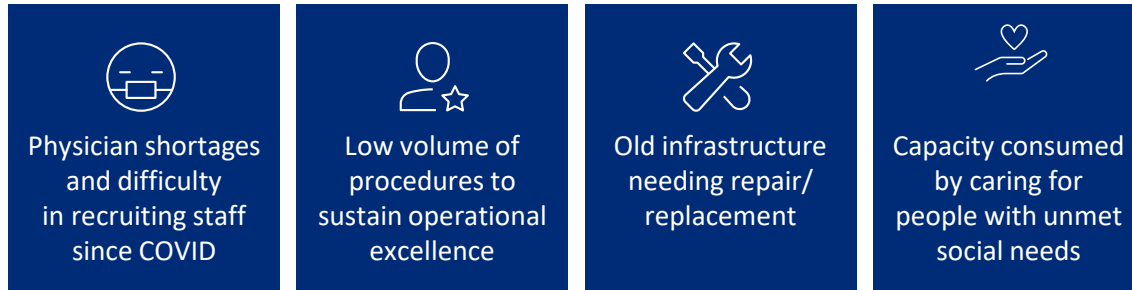 Physician shortages
and difficulty
in recruiting staff
since COVID
Low volume of
procedures to
sustain operational
excellence
Old infrastructure
needing repair/
replacement
Capacity consumed
by caring for
people with unmet
social needs